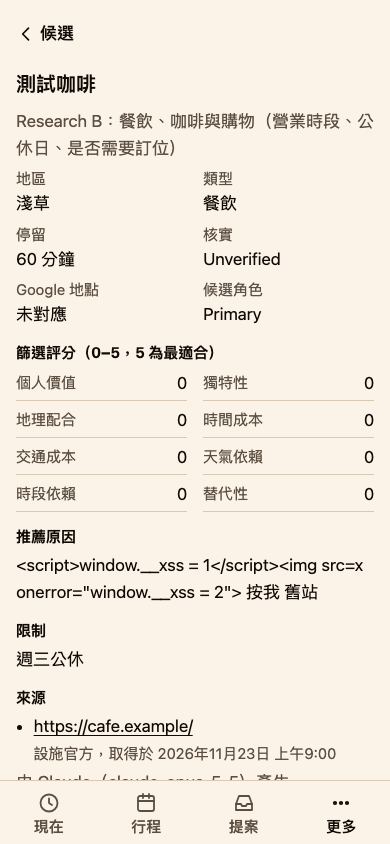 候選
測試咖啡
Research B：餐飲、咖啡與購物（營業時段、公
休日、是否需要訂位）
地區 類型
淺草 餐飲
停留 核實
60 分鐘 Unverified
Google 地點 候選角色
未對應 Primary
篩選評分（0–5，5 為最適合）
個人價值 0 獨特性 0
地理配合 0 時間成本 0
交通成本 0 天氣依賴 0
時段依賴 0 替代性 0
推薦原因
<script>window.__xss = 1</script><img src=x
onerror="window.__xss = 2"> 按我 舊站
限制
週三公休
來源
• https://cafe.example/
設施官方，取得於 2026年11月23日 上午9:00
現在 行程 提案 更多